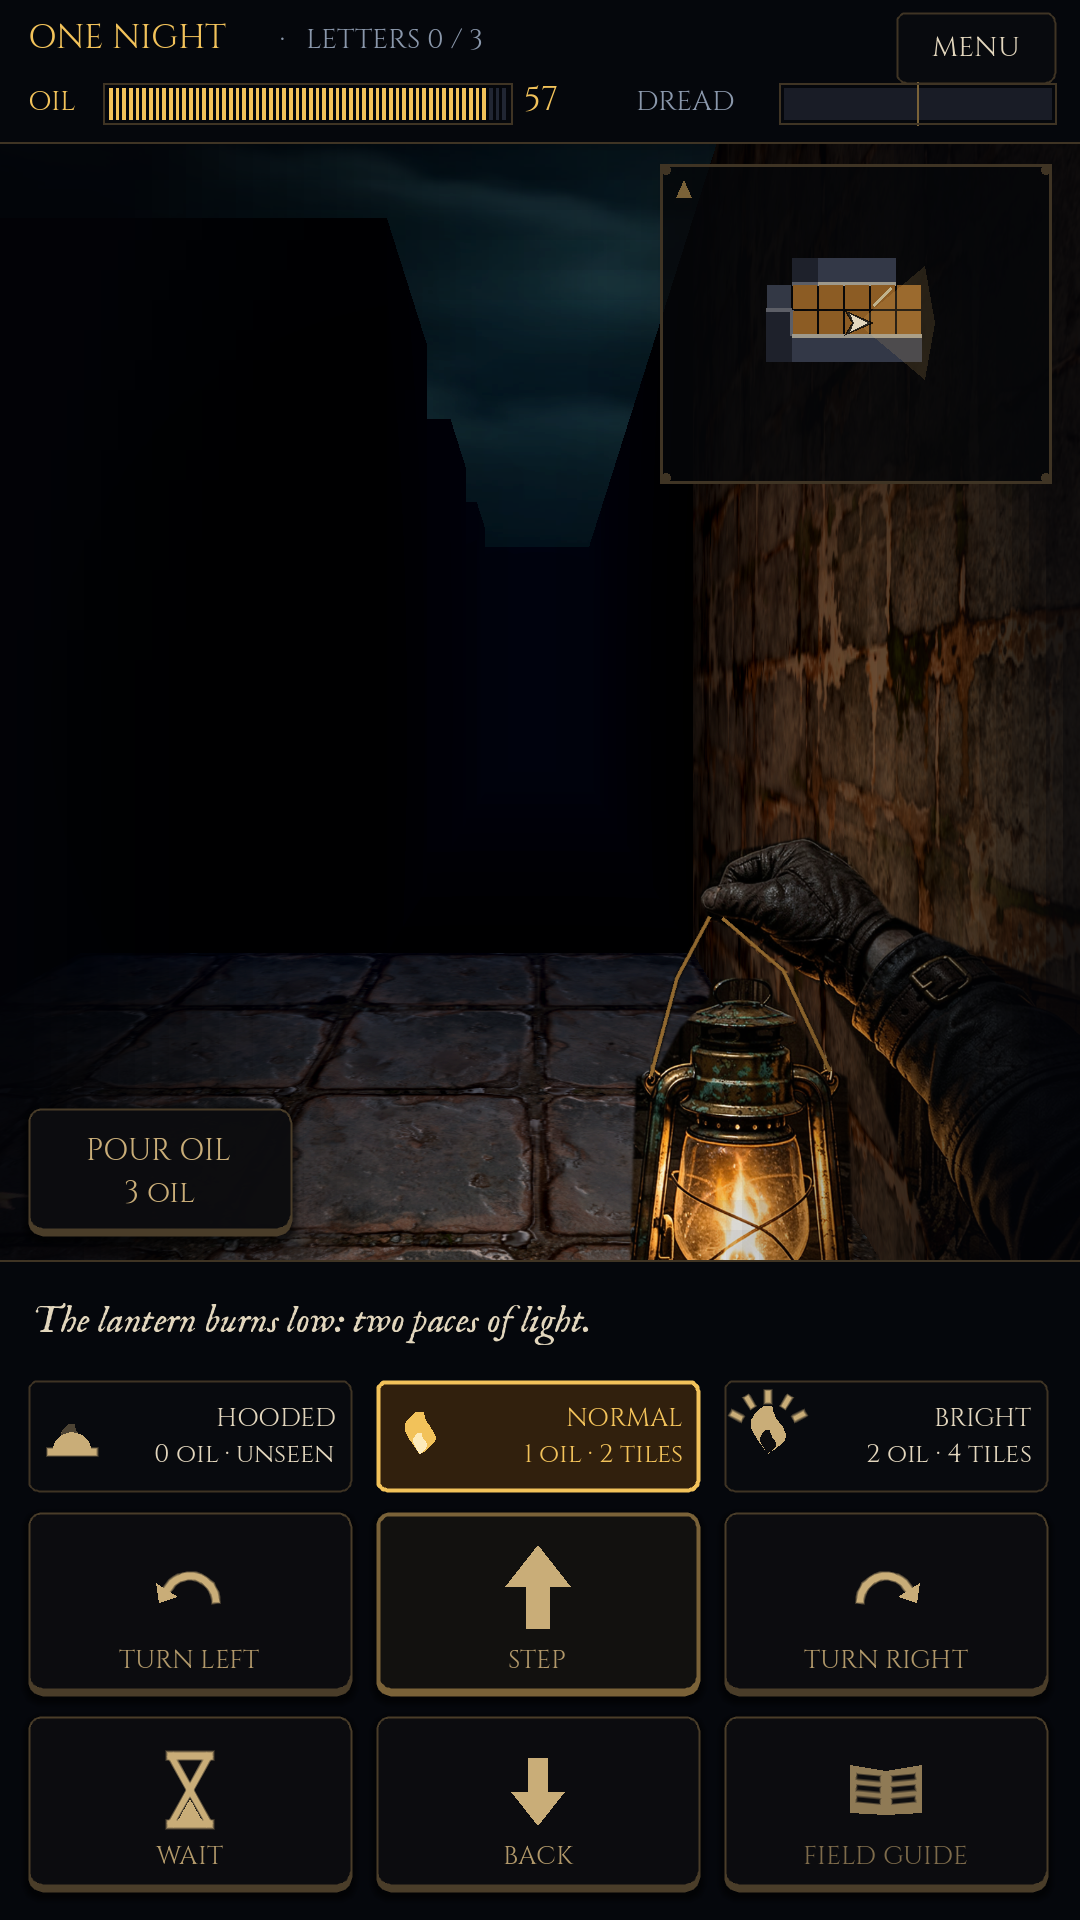 ONE NIGHT · LETTERS 0 / 3
MENU
OIL 57 DREAD
POUR OIL
3 OIL
The lantern burns low: two paces of light.
HOODED
0 OIL · UNSEEN
NORMAL
1 OIL · 2 TILES
BRIGHT
2 OIL · 4 TILES
TURN LEFT
STEP
TURN RIGHT
WAIT
BACK
FIELD GUIDE